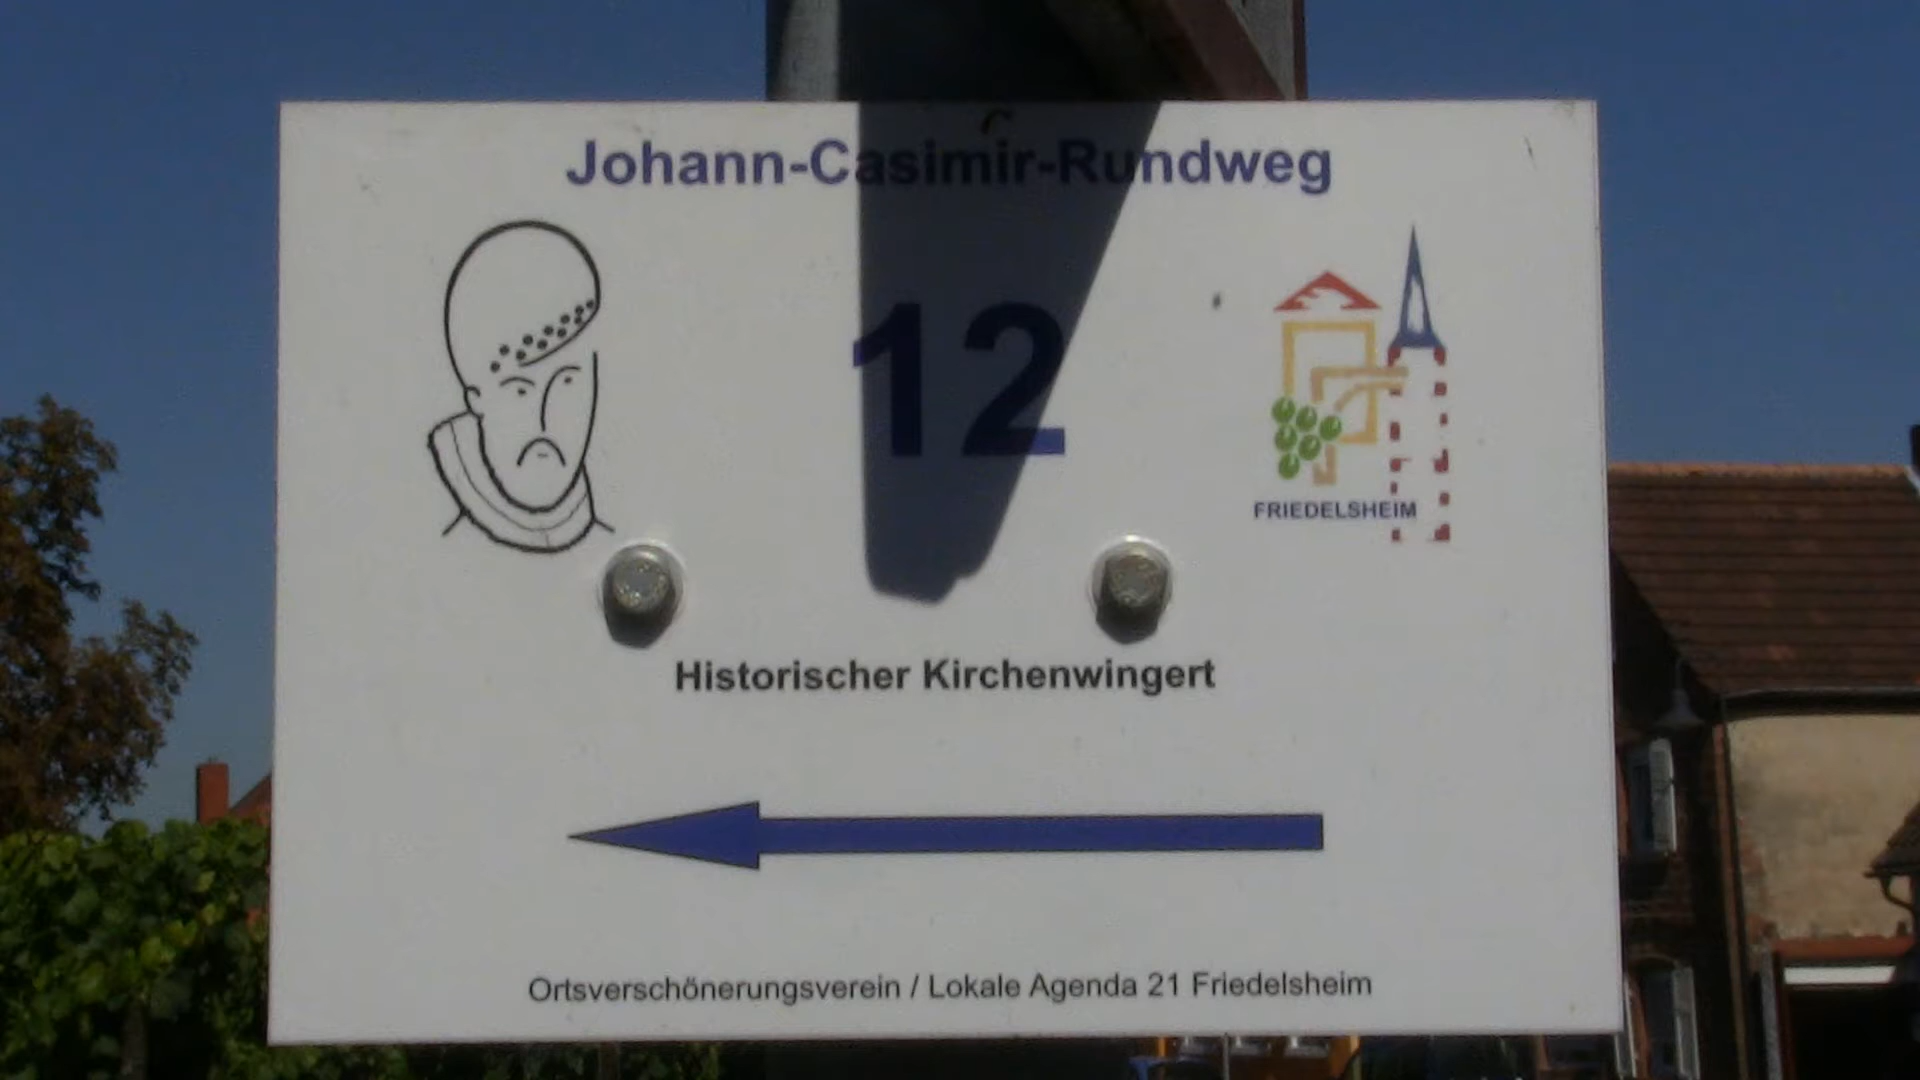 Johann-Casimir-Rundweg
12
FRIEDELSHEIM
Historischer Kirchenwingert
Ortsverschönerungsverein / Lokale Agenda 21 Friedelsheim